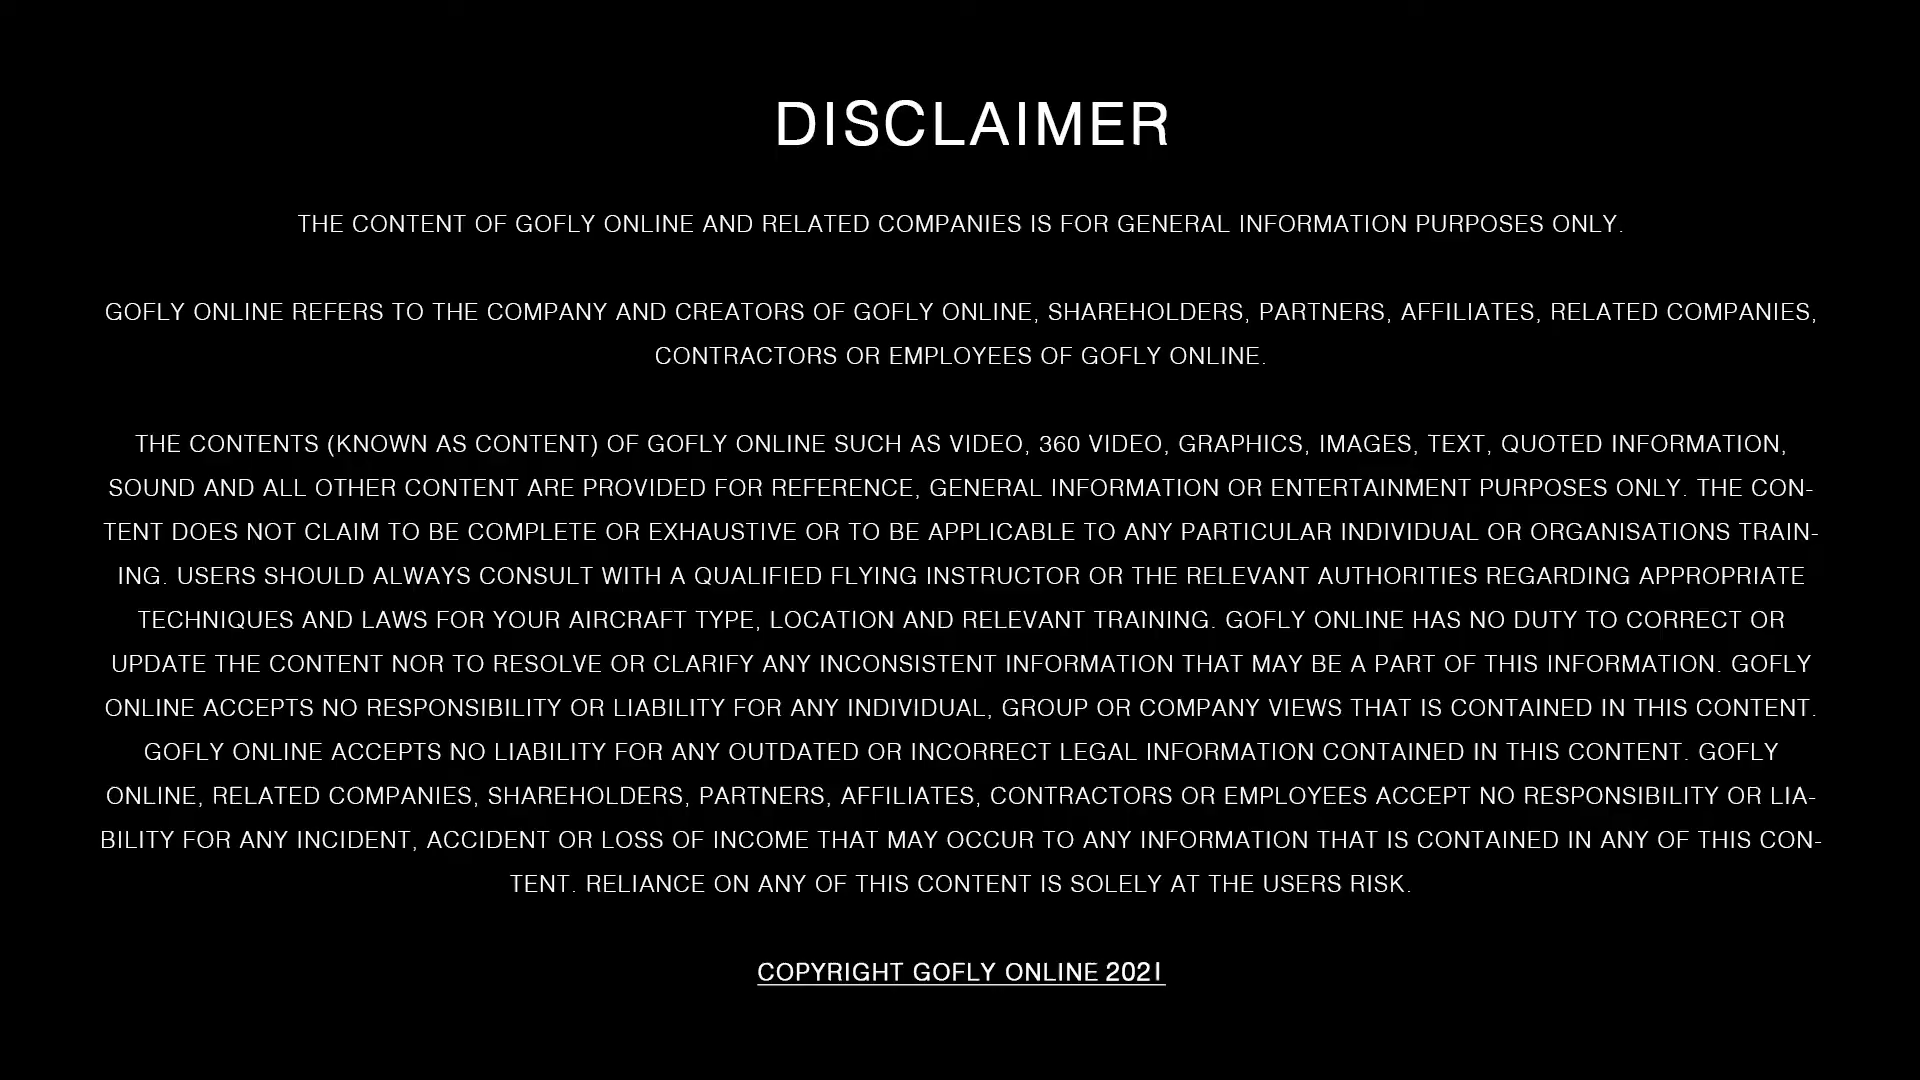 DISCLAIMER
THE CONTENT OF GOFLY ONLINE AND RELATED COMPANIES IS FOR GENERAL INFORMATION PURPOSES ONLY.
GOFLY ONLINE REFERS TO THE COMPANY AND CREATORS OF GOFLY ONLINE, SHAREHOLDERS, PARTNERS, AFFILIATES, RELATED COMPANIES,
CONTRACTORS OR EMPLOYEES OF GOFLY ONLINE.
THE CONTENTS (KNOWN AS CONTENT) OF GOFLY ONLINE SUCH AS VIDEO, 360 VIDEO, GRAPHICS, IMAGES, TEXT, QUOTED INFORMATION,
SOUND AND ALL OTHER CONTENT ARE PROVIDED FOR REFERENCE, GENERAL INFORMATION OR ENTERTAINMENT PURPOSES ONLY. THE CON-
TENT DOES NOT CLAIM TO BE COMPLETE OR EXHAUSTIVE OR TO BE APPLICABLE TO ANY PARTICULAR INDIVIDUAL OR ORGANISATIONS TRAIN-
ING. USERS SHOULD ALWAYS CONSULT WITH A QUALIFIED FLYING INSTRUCTOR OR THE RELEVANT AUTHORITIES REGARDING APPROPRIATE
TECHNIQUES AND LAWS FOR YOUR AIRCRAFT TYPE, LOCATION AND RELEVANT TRAINING. GOFLY ONLINE HAS NO DUTY TO CORRECT OR
UPDATE THE CONTENT NOR TO RESOLVE OR CLARIFY ANY INCONSISTENT INFORMATION THAT MAY BE A PART OF THIS INFORMATION. GOFLY
ONLINE ACCEPTS NO RESPONSIBILITY OR LIABILITY FOR ANY INDIVIDUAL, GROUP OR COMPANY VIEWS THAT IS CONTAINED IN THIS CONTENT.
GOFLY ONLINE ACCEPTS NO LIABILITY FOR ANY OUTDATED OR INCORRECT LEGAL INFORMATION CONTAINED IN THIS CONTENT. GOFLY
ONLINE, RELATED COMPANIES, SHAREHOLDERS, PARTNERS, AFFILIATES, CONTRACTORS OR EMPLOYEES ACCEPT NO RESPONSIBILITY OR LIA-
BILITY FOR ANY INCIDENT, ACCIDENT OR LOSS OF INCOME THAT MAY OCCUR TO ANY INFORMATION THAT IS CONTAINED IN ANY OF THIS CON-
TENT. RELIANCE ON ANY OF THIS CONTENT IS SOLELY AT THE USERS RISK.
COPYRIGHT GOFLY ONLINE 2021